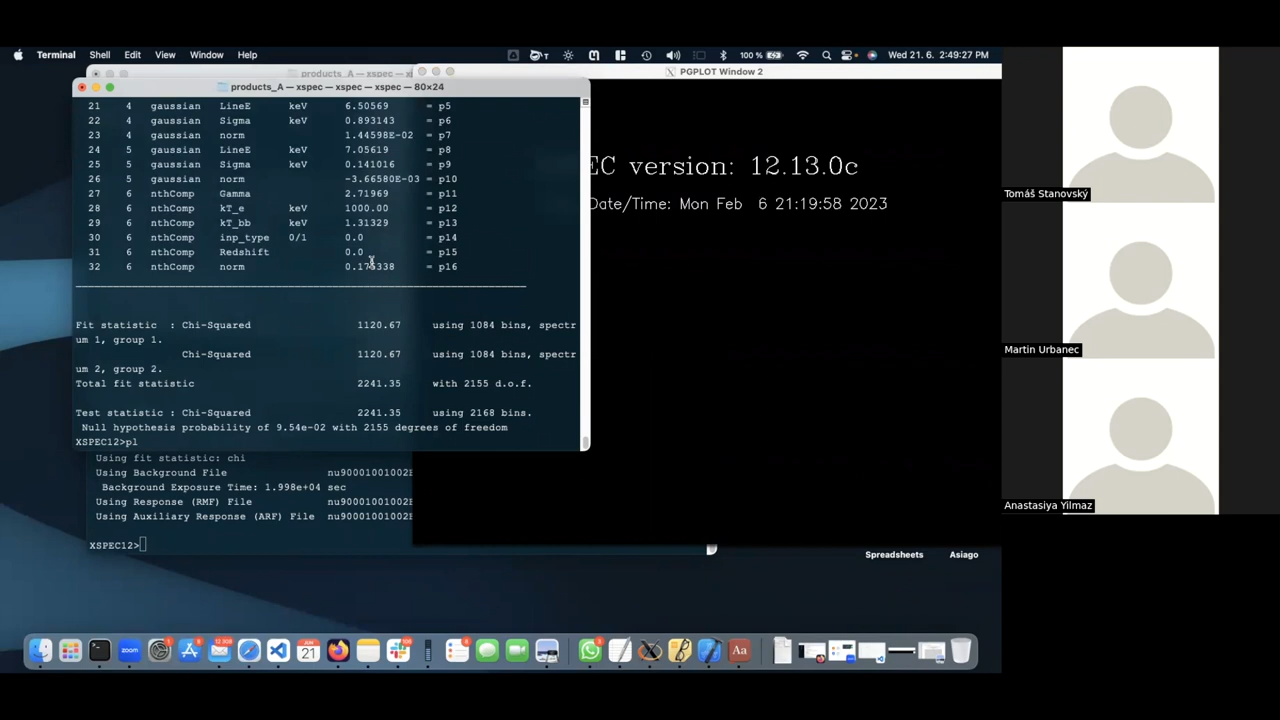 Terminal Shell Edit View Window Help 100 % Wed 21. 6. 2:49:27 PM
products_A — xspec — x
PGPLOT Window 2
products_A — xspec — xspec — xspec — 80×24
21 4 gaussian LineE keV 6.50569 = p5
22 4 gaussian Sigma keV 0.893143 = p6
23 4 gaussian norm 1.44598E-02 = p7
24 5 gaussian LineE keV 7.05619 = p8
25 5 gaussian Sigma keV 0.141016 = p9
26 5 gaussian norm -3.66580E-03 = p10
27 6 nthComp Gamma 2.71969 = p11
28 6 nthComp kT_e keV 1000.00 = p12
29 6 nthComp kT_bb keV 1.31329 = p13
30 6 nthComp inp_type 0/1 0.0 = p14
31 6 nthComp Redshift 0.0 = p15
32 6 nthComp norm = p16
Fit statistic : Chi-Squared 1120.67 using 1084 bins, spectr
um 1, group 1.
Chi-Squared 1120.67 using 1084 bins, spectr
um 2, group 2.
Total fit statistic 2241.35 with 2155 d.o.f.
Test statistic : Chi-Squared 2241.35 using 2168 bins.
Null hypothesis probability of 9.54e-02 with 2155 degrees of freedom
XSPEC12>pl
EC version: 12.13.0c
Date/Time: Mon Feb 6 21:19:58 2023
Using fit statistic: chi
Using Background File nu90001001002B
Background Exposure Time: 1.998e+04 sec
Using Response (RMF) File nu90001001002B
Using Auxiliary Response (ARF) File nu90001001002B
XSPEC12>
Spreadsheets Asiago
Tomáš Stanovský
Martin Urbanec
Anastasiya Yilmaz
zoom
JUN
21
Aa